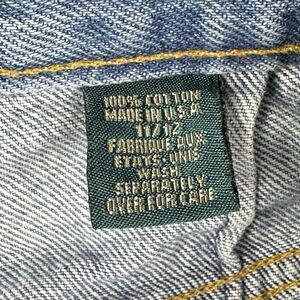 100% COTTON
MADE IN U.S.A.
11/12
FABRIQUE AUX
ETATS-UNIS
WASH
SEPARATELY
OVER FOR CARE